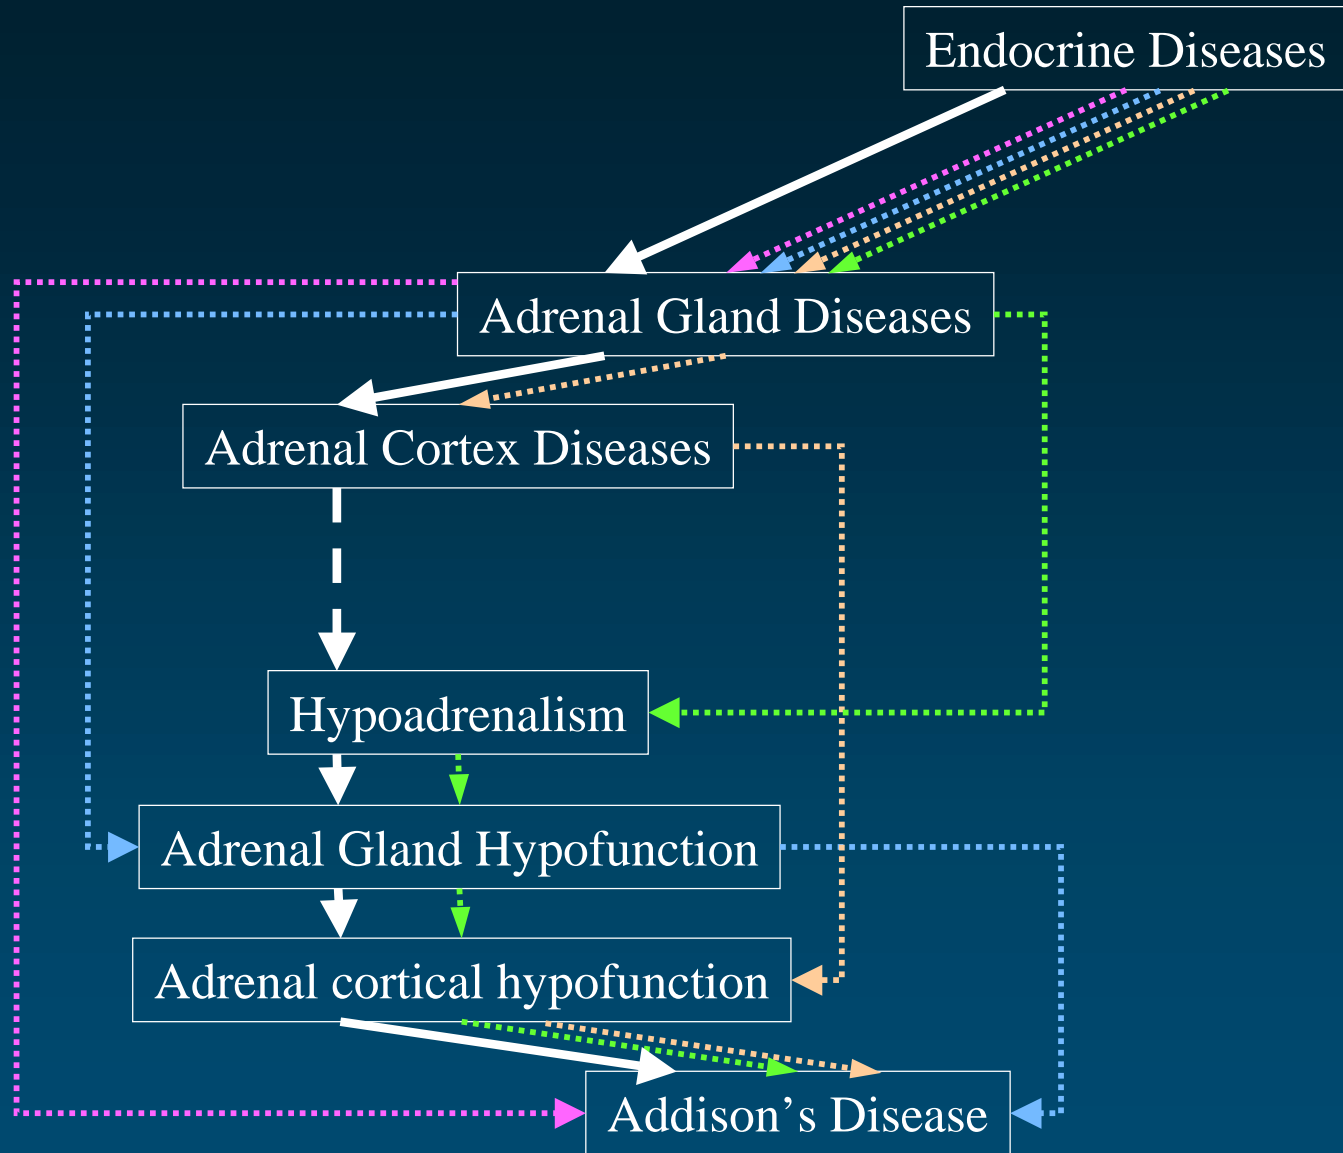 Endocrine Diseases
Adrenal Gland Diseases
Adrenal Cortex Diseases
Hypoadrenalism
Adrenal Gland Hypofunction
Adrenal cortical hypofunction
Addison’s Disease